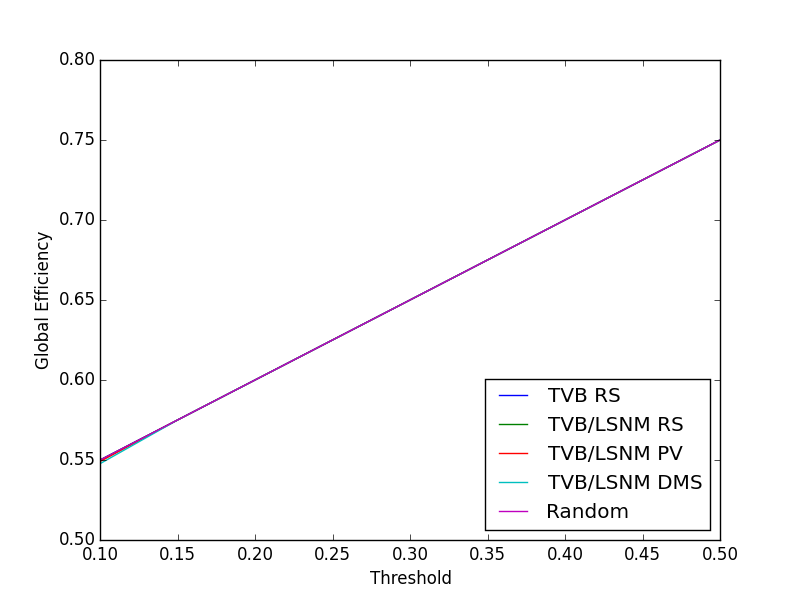 0.80
0.75
0.70
0.65
0.60
0.55
0.50
Global Efficiency
0.10 0.15 0.20 0.25 0.30 0.35 0.40 0.45 0.50
Threshold
TVB RS
TVB/LSNM RS
TVB/LSNM PV
TVB/LSNM DMS
Random